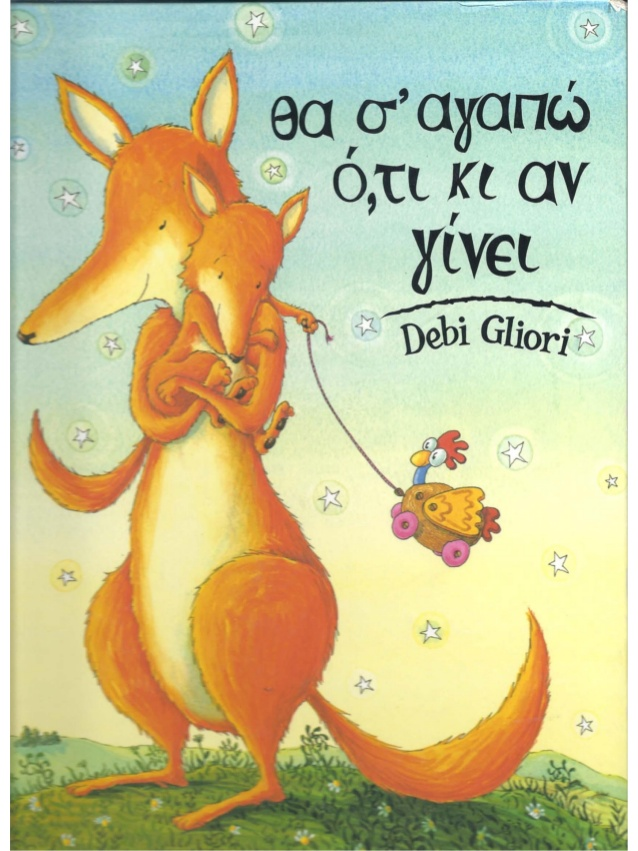 θα σ' αγαπώ
ό,τι κι αν
γίνει
Debi Gliori